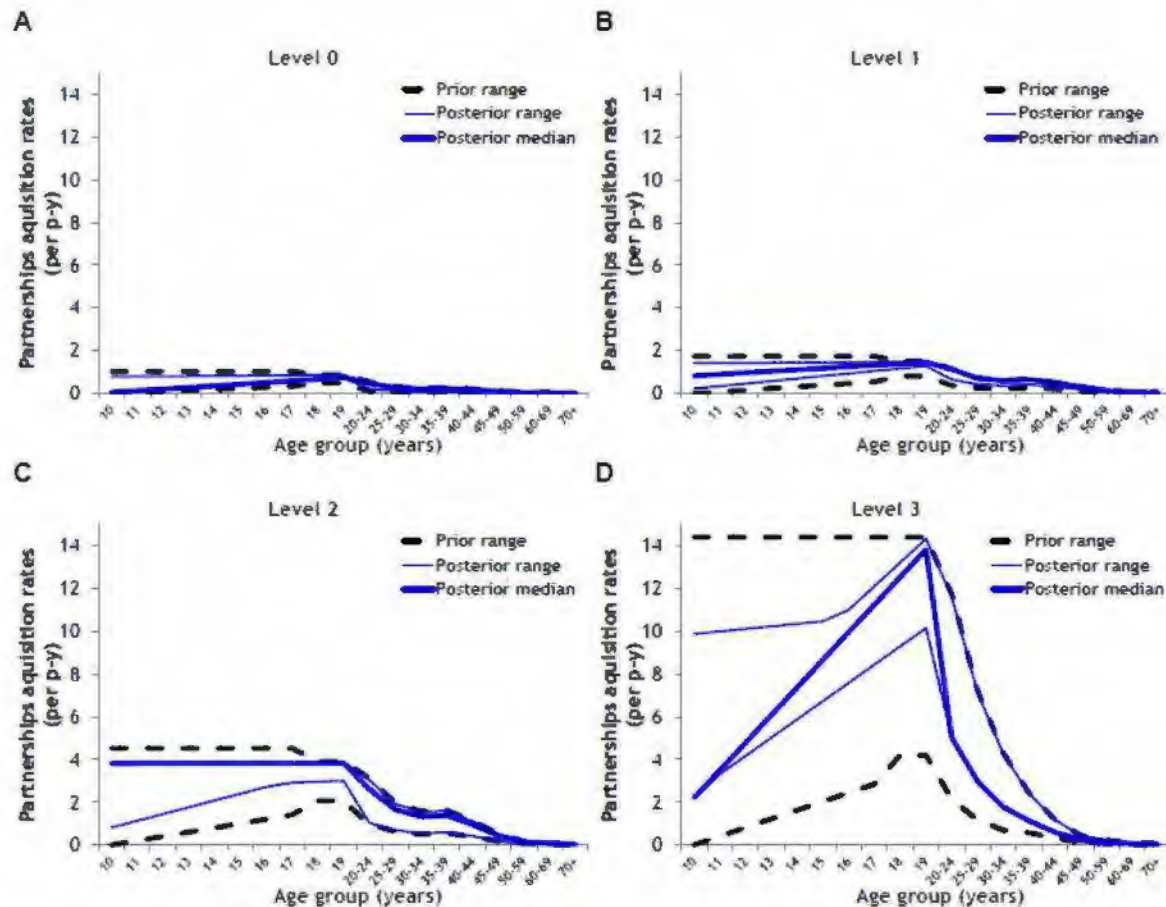 A
Level 0
Partnerships aquisition rates
(per p-y)
14
12
10
8
6
4
2
0
Prior range
Posterior range
Posterior median
10 11 12 13 14 15 16 17 18 19 20-24 25-29 30-34 35-39 40-44 45-49 50-59 60-69 70+
Age group (years)
B
Level 1
Partnerships aquisition rates
(per p-y)
14
12
10
8
6
4
2
0
Prior range
Posterior range
Posterior median
10 11 12 13 14 15 16 17 18 19 20-24 25-29 30-34 35-39 40-44 45-49 50-59 60-69 70+
Age group (years)
C
Level 2
Partnerships aquisition rates
(per p-y)
14
12
10
8
6
4
2
0
Prior range
Posterior range
Posterior median
10 11 12 13 14 15 16 17 18 19 20-24 25-29 30-34 35-39 40-44 45-49 50-59 60-69 70+
Age group (years)
D
Level 3
Partnerships aquisition rates
(per p-y)
14
12
10
8
6
4
2
0
Prior range
Posterior range
Posterior median
10 11 12 13 14 15 16 17 18 19 20-24 25-29 30-34 35-39 40-44 45-49 50-59 60-69 70+
Age group (years)